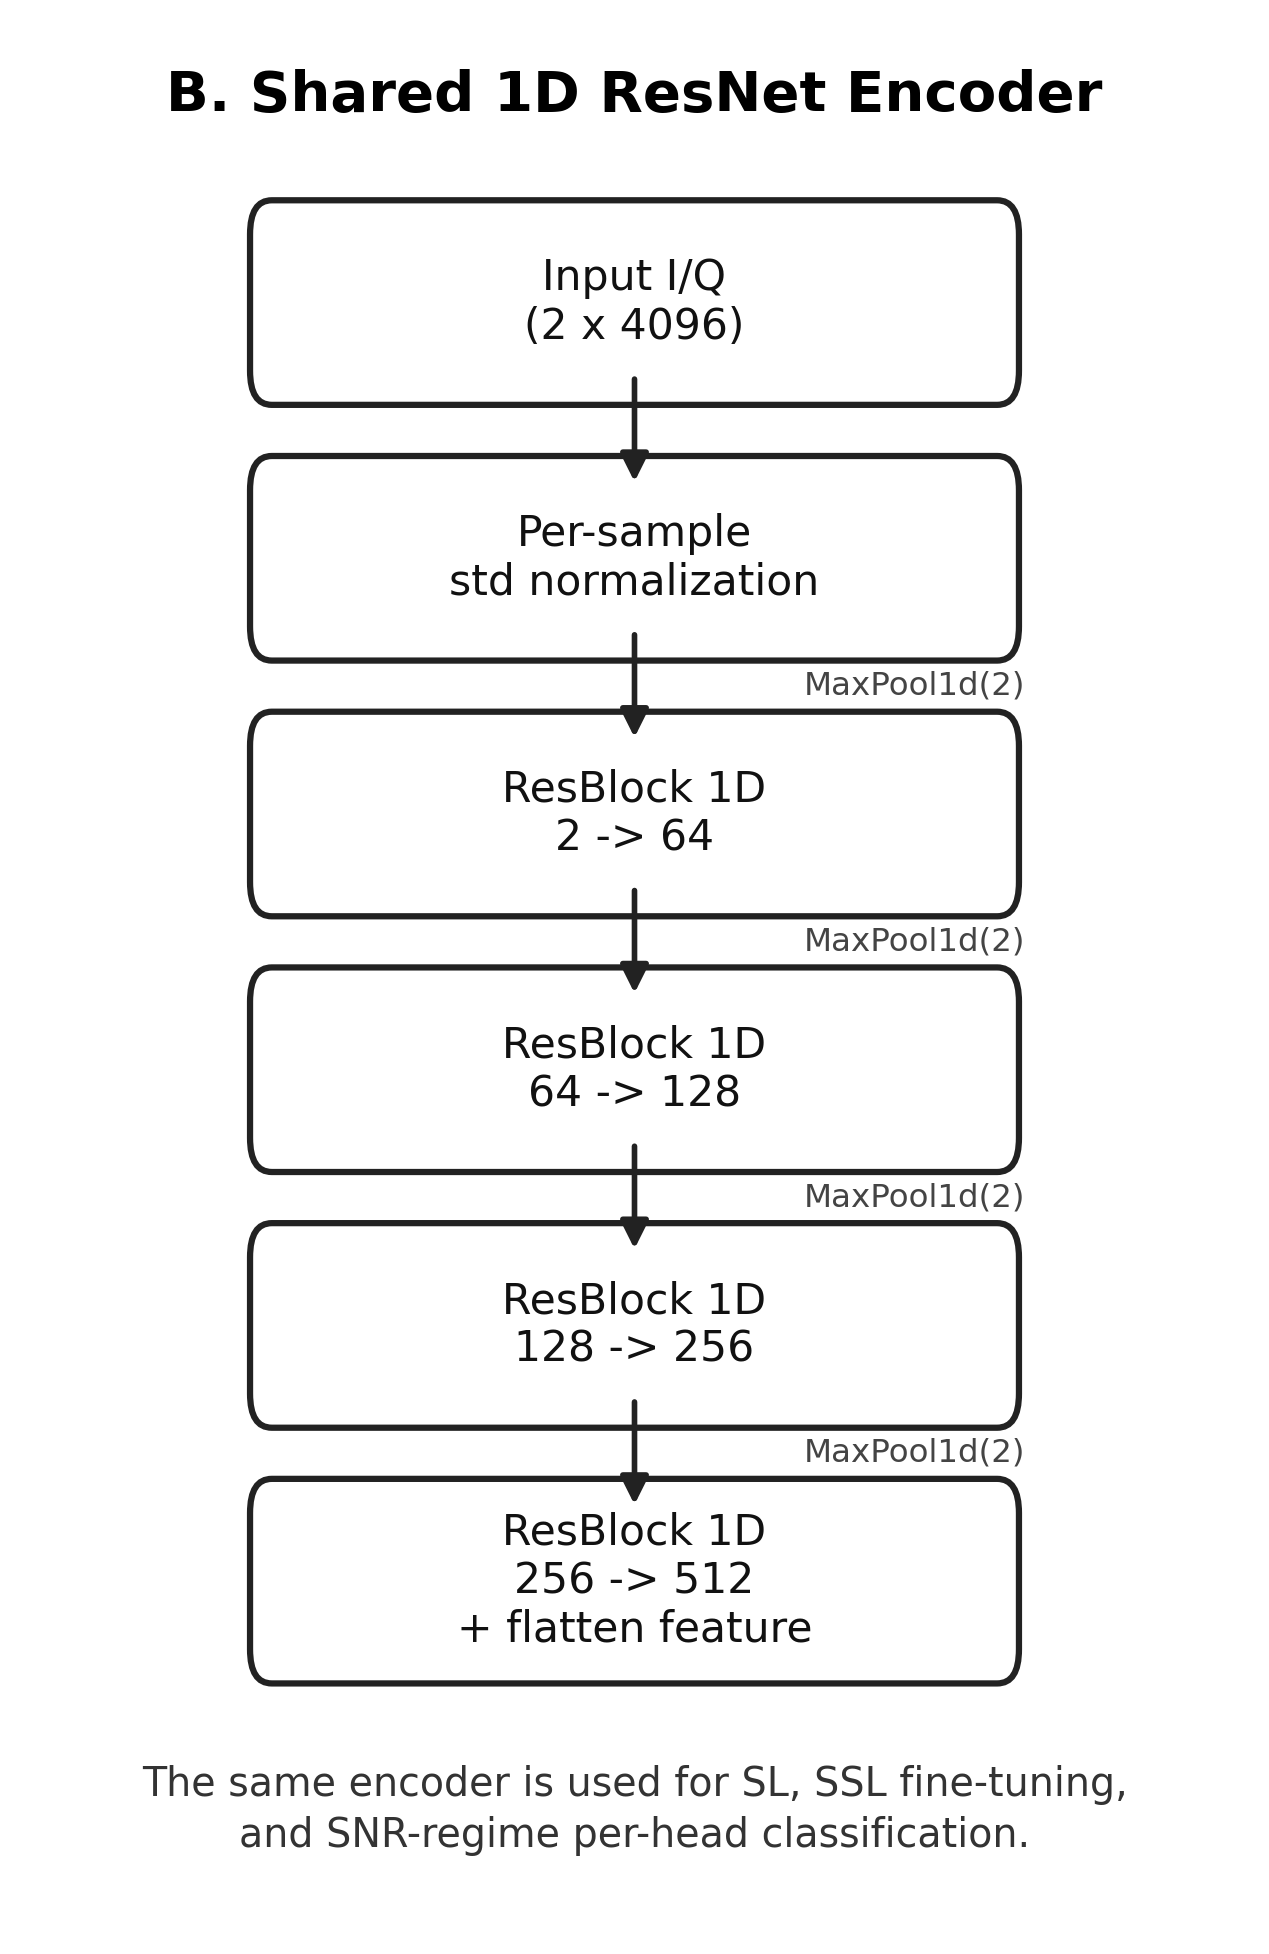 B. Shared 1D ResNet Encoder
Input I/Q
(2 x 4096)
Per-sample
std normalization
MaxPool1d(2)
ResBlock 1D
2 -> 64
MaxPool1d(2)
ResBlock 1D
64 -> 128
MaxPool1d(2)
ResBlock 1D
128 -> 256
MaxPool1d(2)
ResBlock 1D
256 -> 512
+ flatten feature
The same encoder is used for SL, SSL fine-tuning,
and SNR-regime per-head classification.